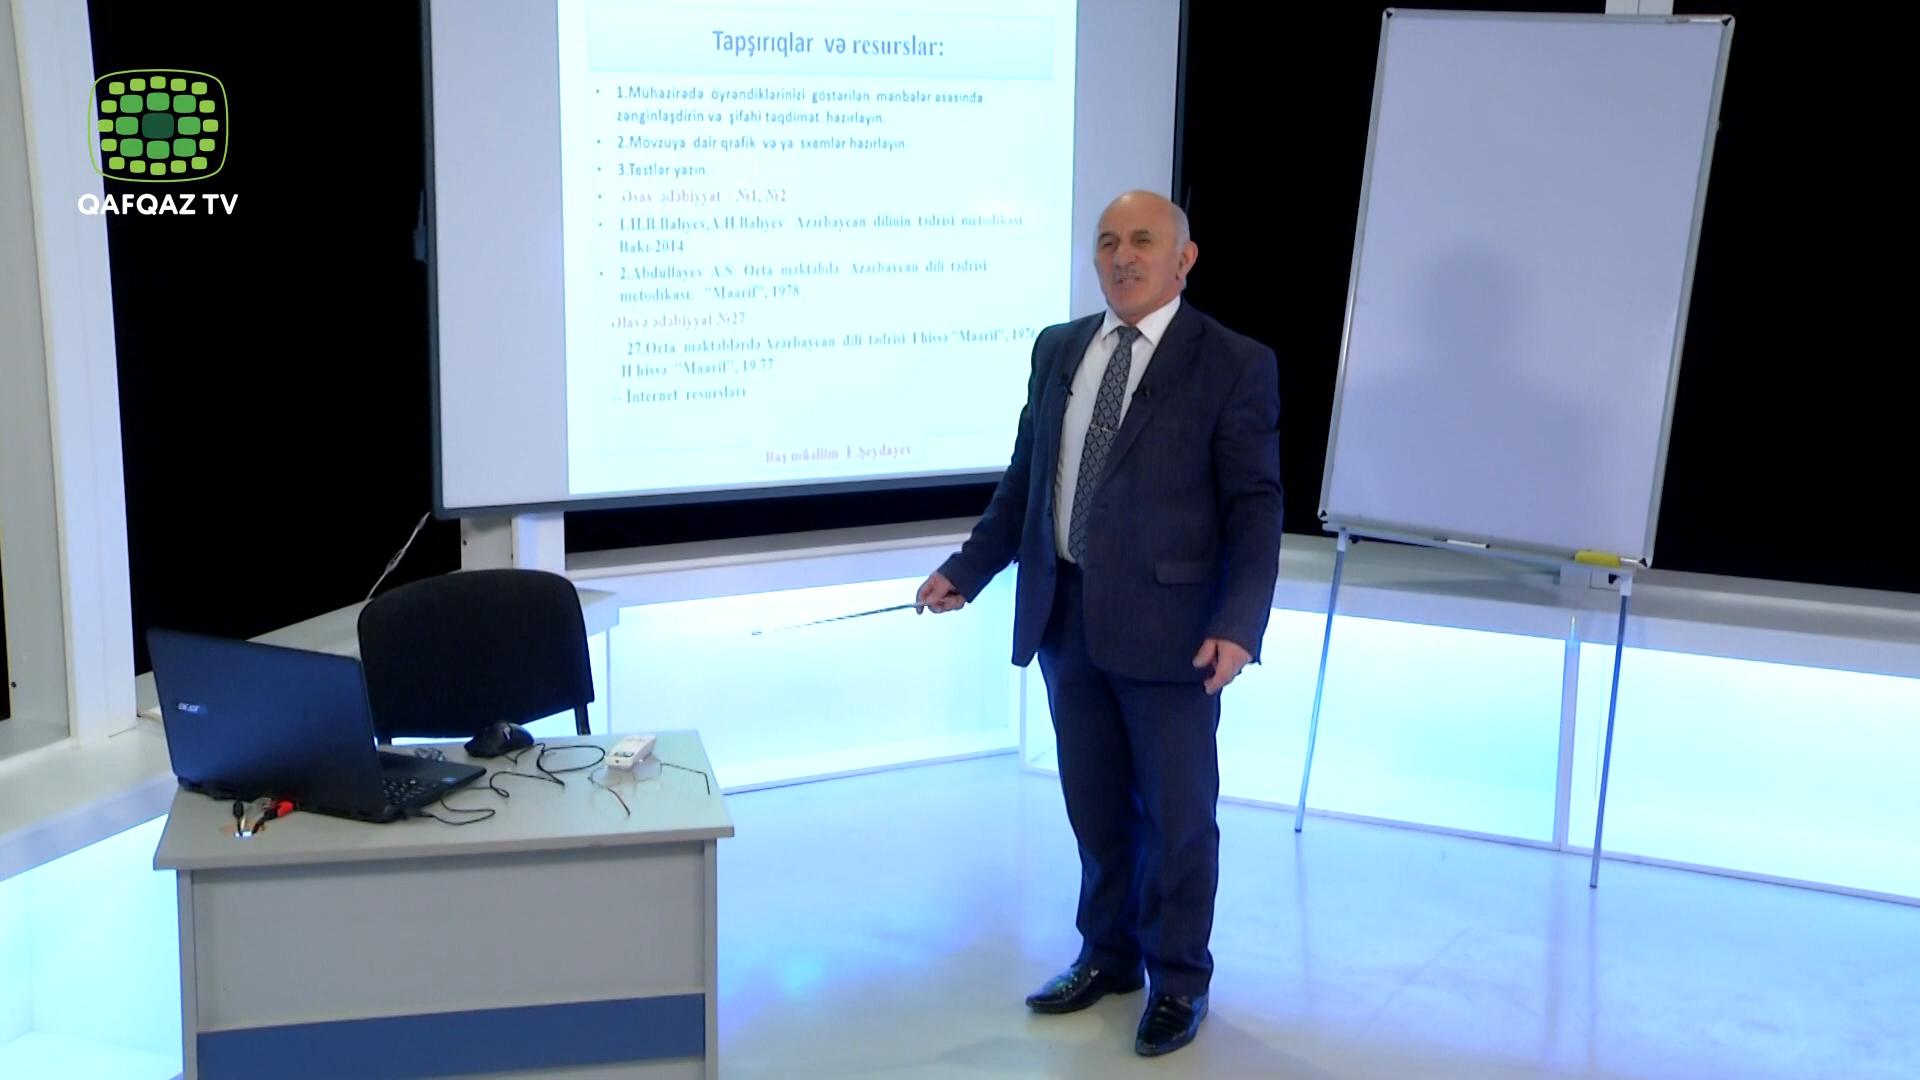 QAFQAZ TV
Tapşırıqlar və resurslar:
1.Mühazirədə öyrəndiklərinizi göstərilən mənbələr əsasında
zənginləşdirin və şifahi təqdimat hazırlayın.
2.Mövzuya dair qrafik və ya sxemlər hazırlayın.
3.Testlər yazın.
Əsas ədəbiyyat №1, №2
1.H.B.Balıyev,A.H.Balıyev Azərbaycan dilinin tədrisi metodikası
Bakı-2014
2.Abdullayev A.S. Orta məktəbdə Azərbaycan dili tədrisi
metodikası. "Maarif", 1978
Əlavə ədəbiyyat №27
27.Orta məktəblərdə Azərbaycan dili tədrisi I hissə "Maarif", 1976
II hissə "Maarif", 1977
-- İnternet resursları
Baş müəllim E.Şeydayev